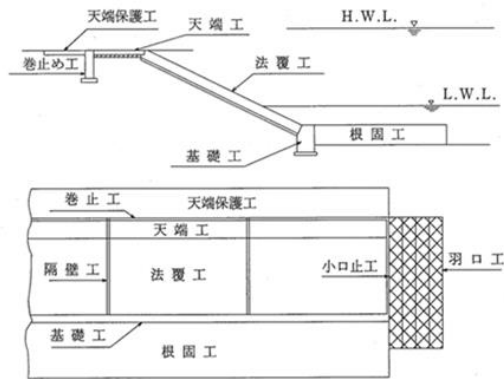 天端保護工
天端工
H.W.L.
巻止め工
法覆工
L.W.L.
根固工
基礎工
巻止工
天端保護工
天端工
隔壁工
法覆工
小口止工
羽口工
基礎工
根固工